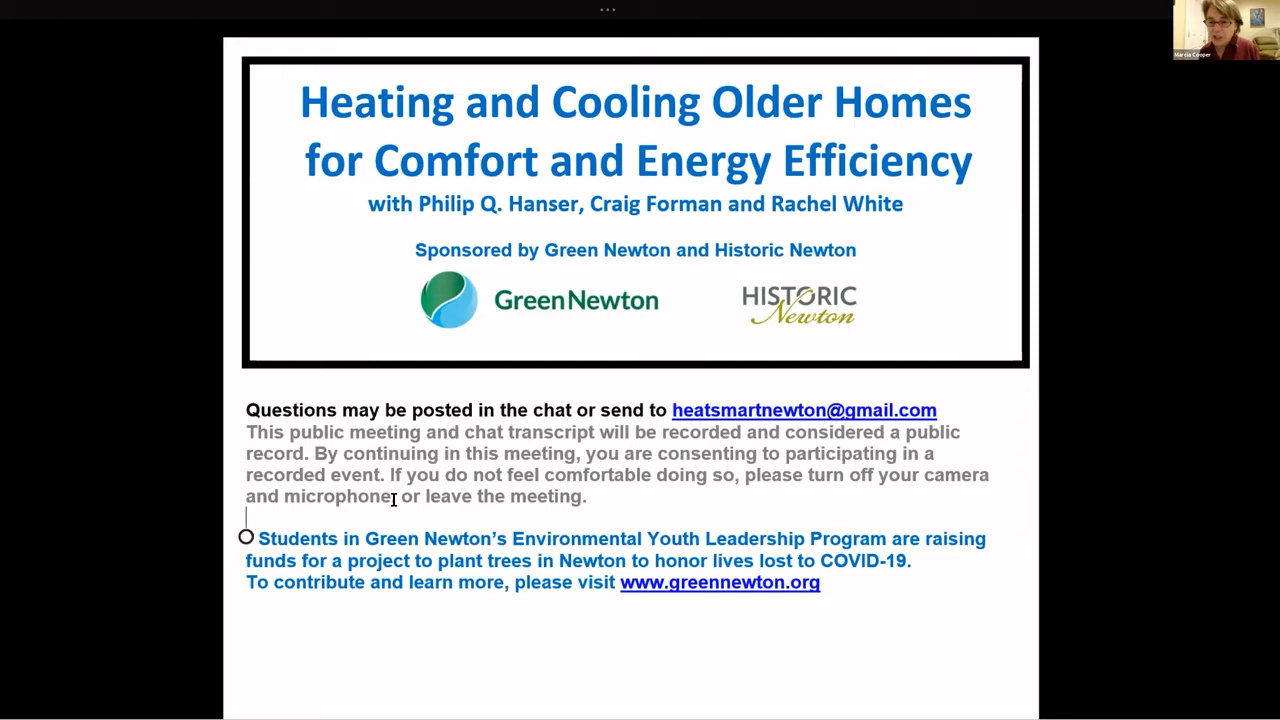 Marcia Cooper
Heating and Cooling Older Homes
for Comfort and Energy Efficiency
with Philip Q. Hanser, Craig Forman and Rachel White
Sponsored by Green Newton and Historic Newton
GreenNewton
HISTORIC
Newton
Questions may be posted in the chat or send to heatsmartnewton@gmail.com
This public meeting and chat transcript will be recorded and considered a public
record. By continuing in this meeting, you are consenting to participating in a
recorded event. If you do not feel comfortable doing so, please turn off your camera
and microphone, or leave the meeting.
Students in Green Newton’s Environmental Youth Leadership Program are raising
funds for a project to plant trees in Newton to honor lives lost to COVID-19.
To contribute and learn more, please visit www.greennewton.org